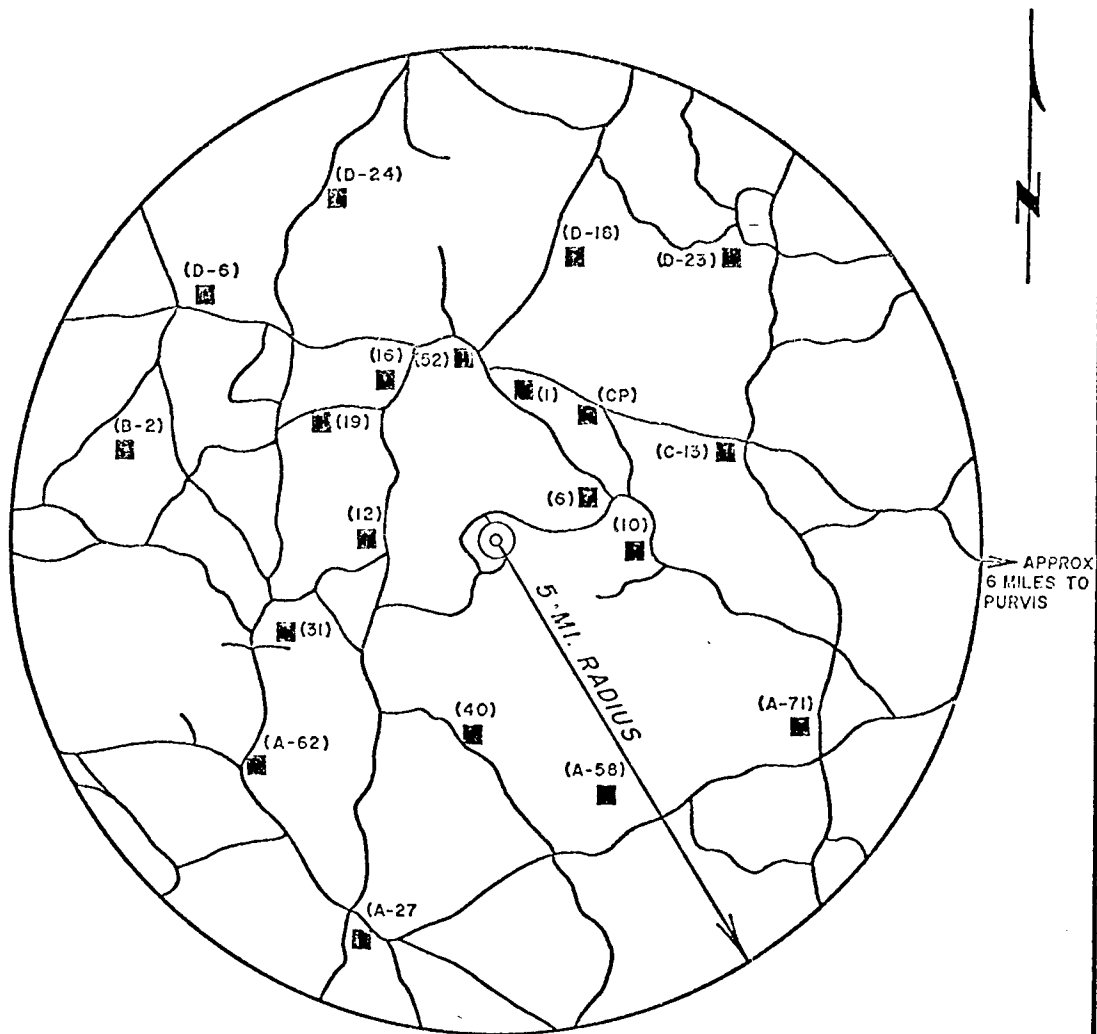 (D-24)
(D-18)
(D-23)
(D-6)
(16)
(52)
(1)
(CP)
(B-2)
(19)
(C-13)
(6)
(12)
(10)
APPROX
6 MILES TO
PURVIS
5 MI. RADIUS
(31)
(40)
(A-71)
(A-62)
(A-58)
(A-27
N